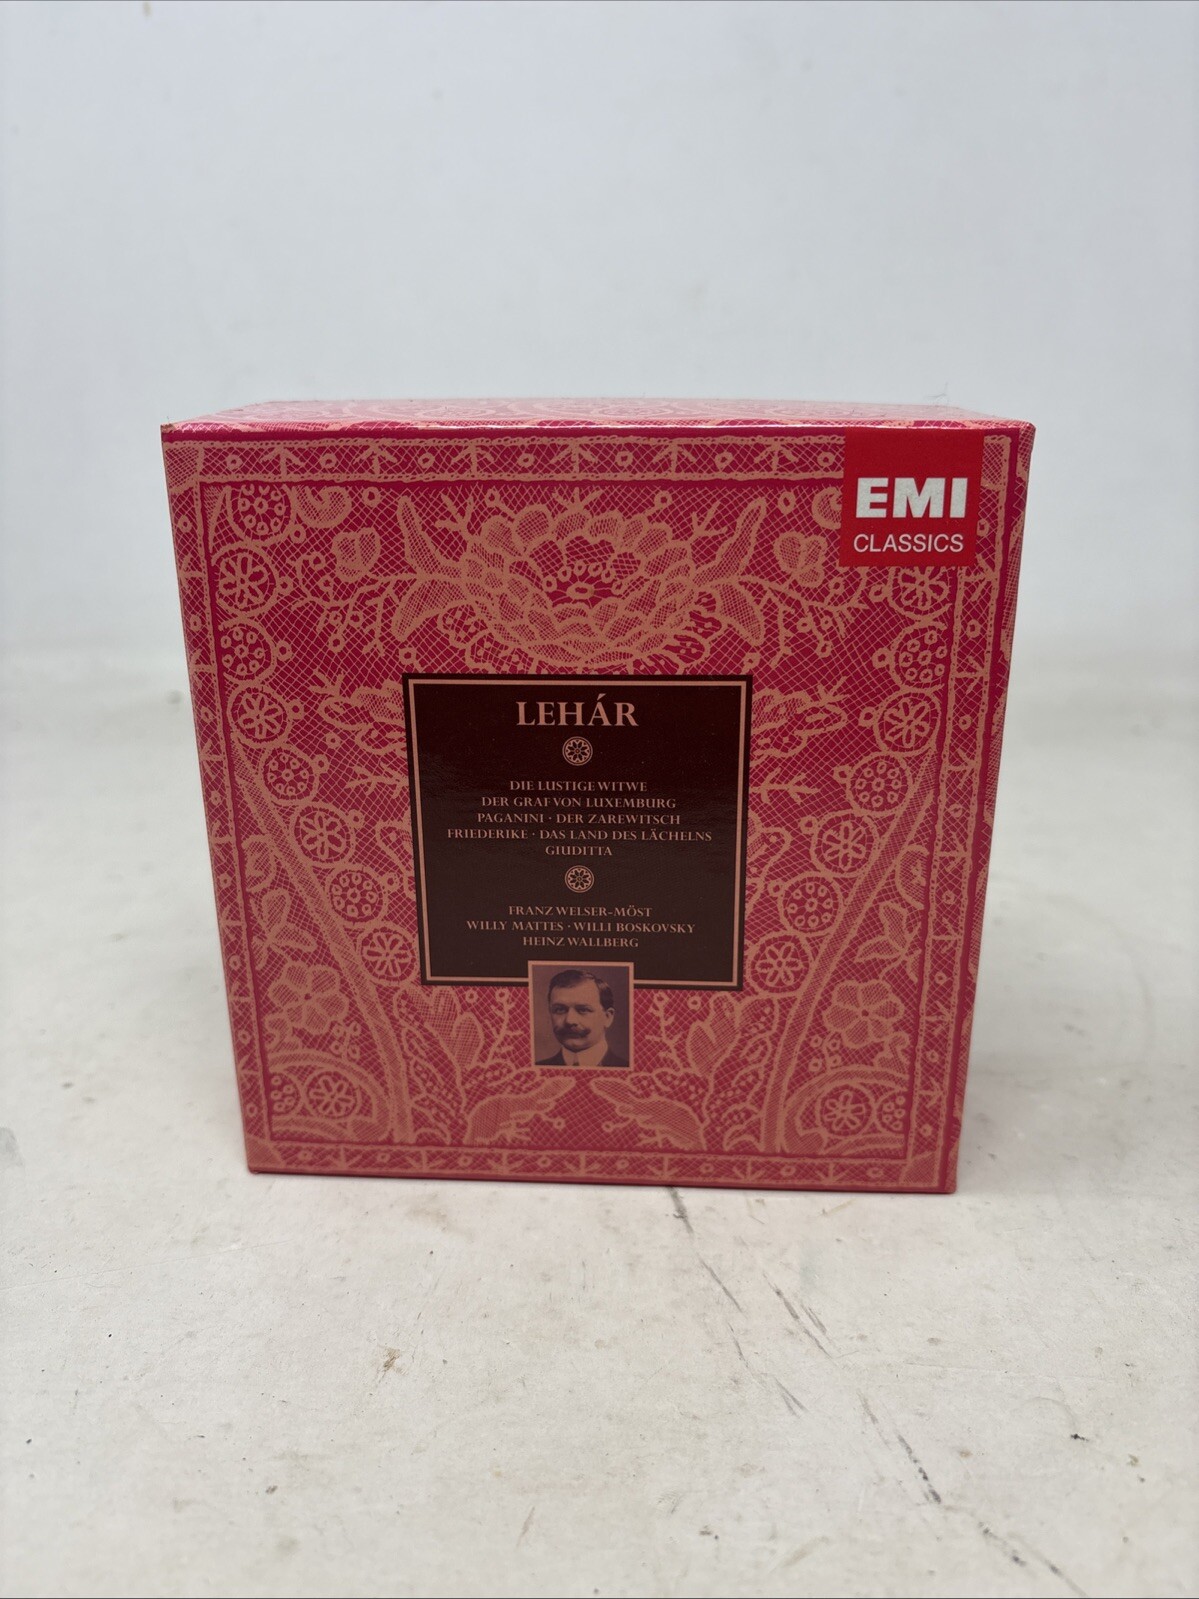 EMI
CLASSICS
LEHÁR
DIE LUSTIGE WITWE
DER GRAF VON LUXEMBURG
PAGANINI · DER ZAREWITSCH
FRIEDERIKE · DAS LAND DES LÄCHELNS
GIUDITTA
FRANZ WELSER-MÖST
WILLY MATTES · WILLI BOSKOVSKY
HEINZ WALLBERG